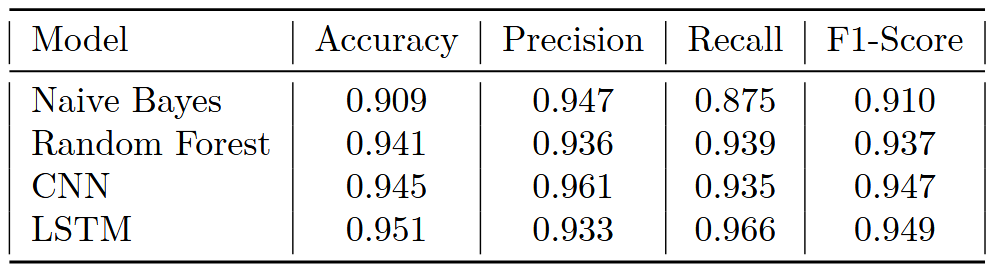 Model Accuracy Precision Recall F1-Score
Naive Bayes 0.909 0.947 0.875 0.910
Random Forest 0.941 0.936 0.939 0.937
CNN 0.945 0.961 0.935 0.947
LSTM 0.951 0.933 0.966 0.949